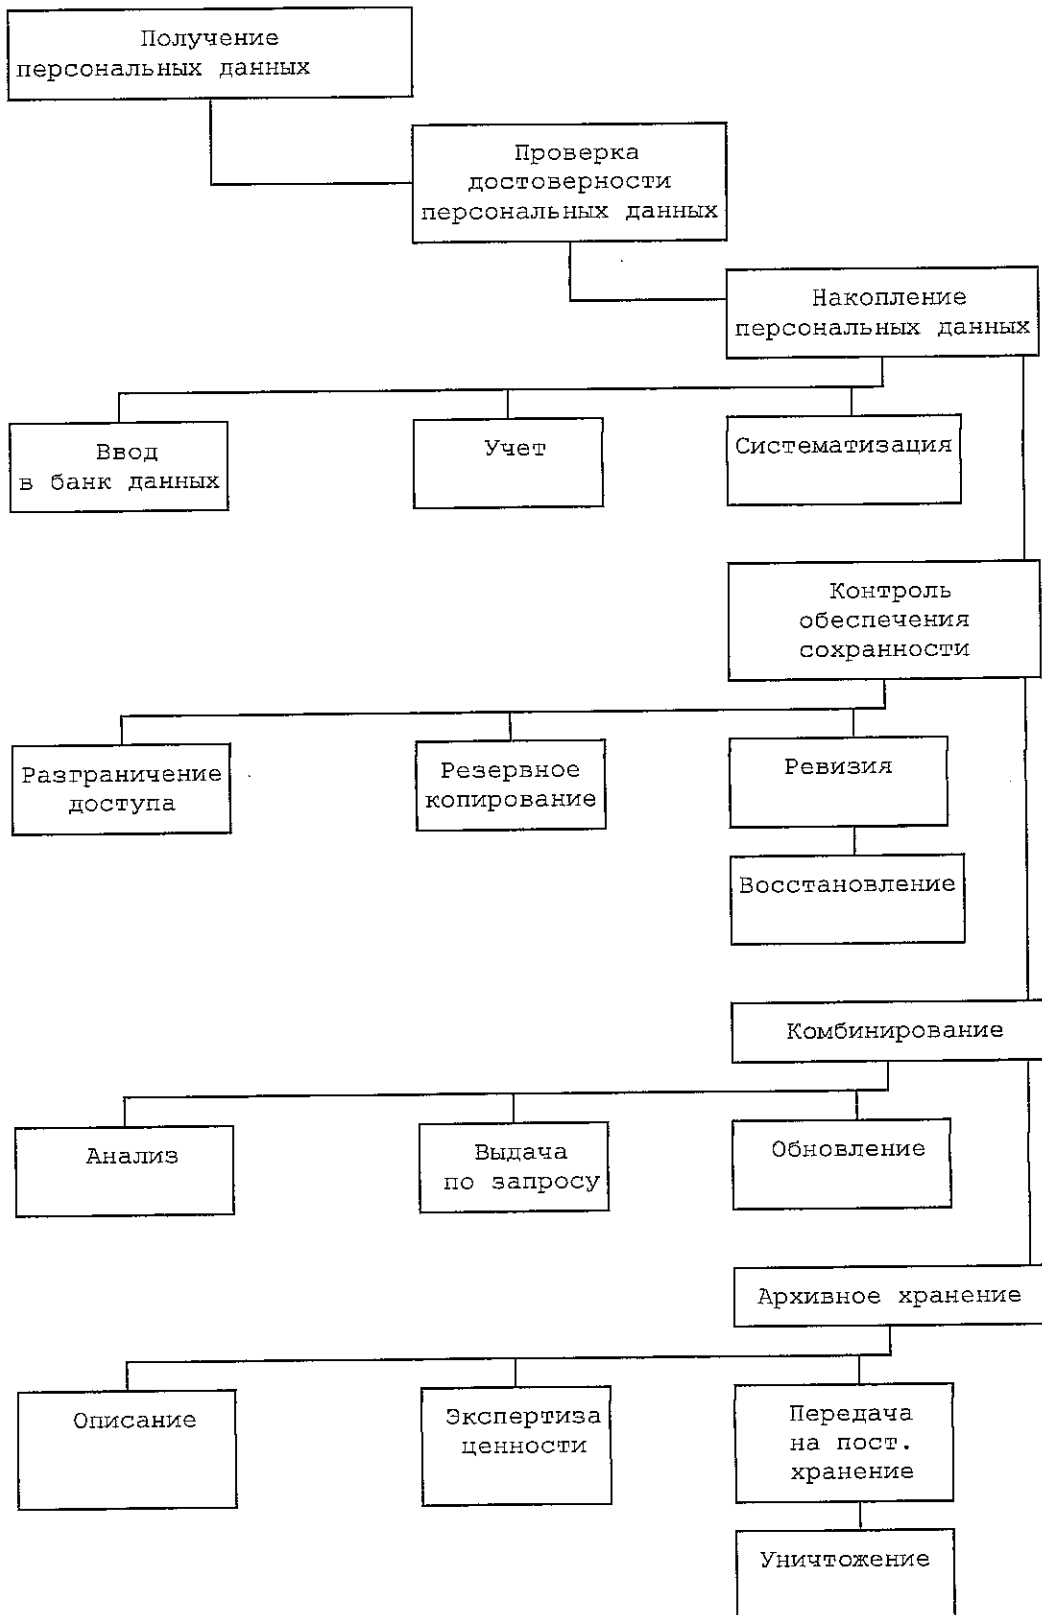 Получение
персональных данных
Проверка
достоверности
персональных данных
Накопление
персональных данных
Ввод
в банк данных
Учет
Систематизация
Контроль
обеспечения
сохранности
Разграничение
доступа
Резервное
копирование
Ревизия
Восстановление
Комбинирование
Анализ
Выдача
по запросу
Обновление
Архивное хранение
Описание
Экспертиза
ценности
Передача
на пост.
хранение
Уничтожение